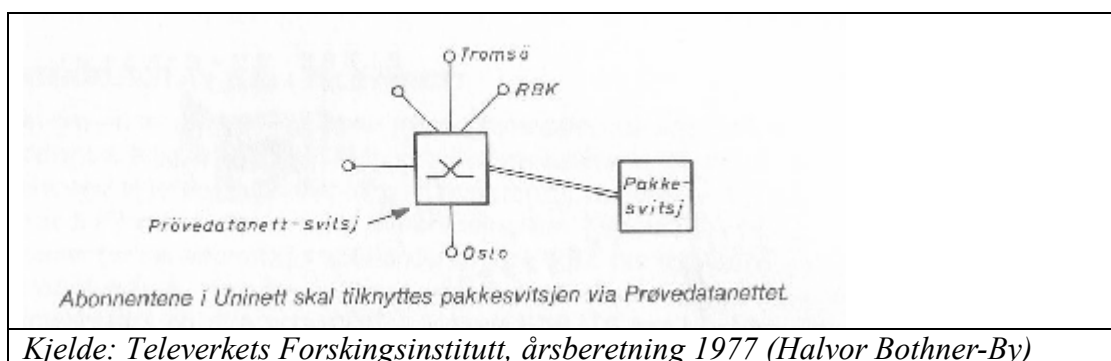 Tromsö
RBK
Pakke-
svitsj
Prövedatanett-svitsj
Oslo
Abonnentene i Uninett skal tilknyttes pakkesvitsjen via Prøvedatanettet.
Kjelde: Televerkets Forskingsinstitutt, årsberetning 1977 (Halvor Bothner-By)